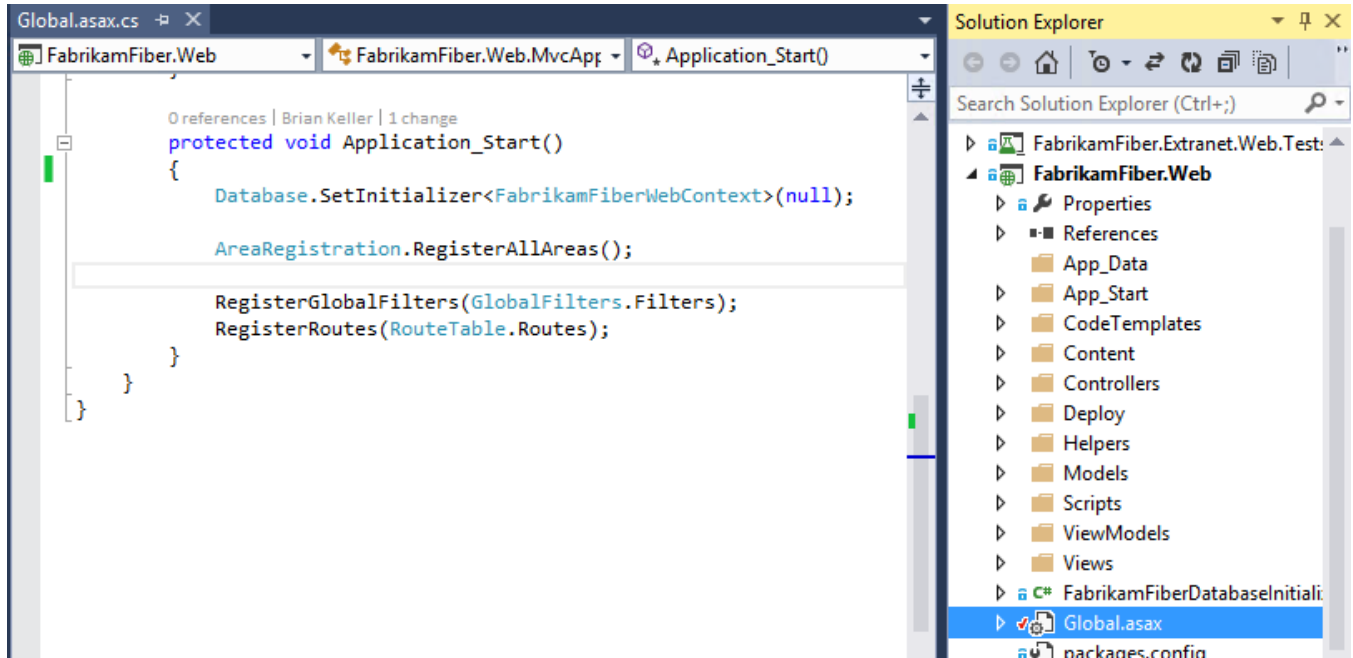 Global.asax.cs
FabrikamFiber.Web
FabrikamFiber.Web.MvcApp
Application_Start()
}
0 references | Brian Keller | 1 change
protected void Application_Start()
{
Database.SetInitializer<FabrikamFiberWebContext>(null);
AreaRegistration.RegisterAllAreas();
RegisterGlobalFilters(GlobalFilters.Filters);
RegisterRoutes(RouteTable.Routes);
}
}
}
Solution Explorer
Search Solution Explorer (Ctrl+;)
FabrikamFiber.Extranet.Web.Tests
FabrikamFiber.Web
Properties
References
App_Data
App_Start
CodeTemplates
Content
Controllers
Deploy
Helpers
Models
Scripts
ViewModels
Views
C# FabrikamFiberDatabaseInitiali
Global.asax
packages.config